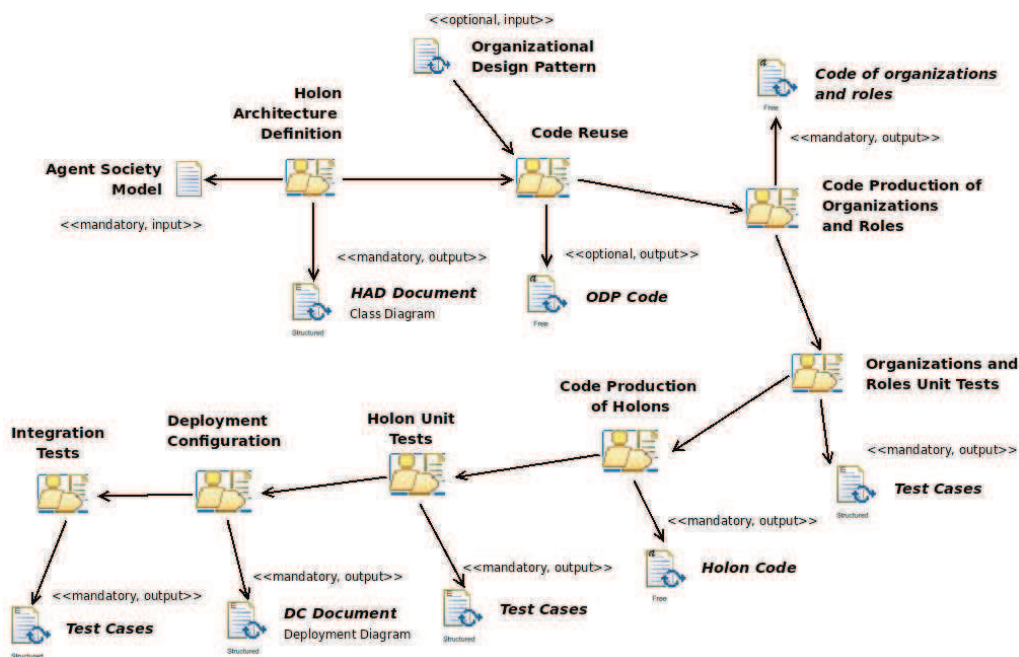 <<optional, input>>
Organizational
Design Pattern
Code of organizations
and roles
Free
<<mandatory, output>>
Holon
Architecture
Definition
Code Reuse
Agent Society
Model
<<mandatory, input>>
Code Production of
Organizations
and Roles
<<mandatory, output>>
HAD Document
Class Diagram
Structured
<<optional, output>>
ODP Code
Free
Organizations and
Roles Unit Tests
<<mandatory, output>>
Test Cases
Structured
Code Production
of Holons
<<mandatory, output>>
Holon Code
Free
Holon Unit
Tests
<<mandatory, output>>
Test Cases
Structured
Deployment
Configuration
<<mandatory, output>>
DC Document
Deployment Diagram
Structured
Integration
Tests
<<mandatory, output>>
Test Cases
Structured